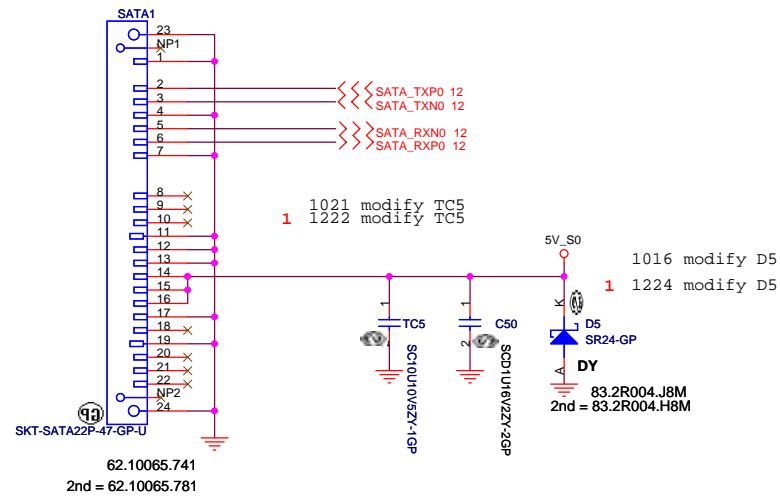 SATA1
23
NP1
1
2
SATA_TXP0 12
3
SATA_TXN0 12
4
5
SATA_RXN0 12
6
SATA_RXP0 12
7
8
9
10
11
12
13
14
15
16
17
18
19
20
21
22
NP2
24
SKT-SATA22P-47-GP-U
62.10065.741
2nd = 62.10065.781
1021 modify TC5
1 1222 modify TC5
1
TC5
2
SC10U10V5ZY-1GP
1
C50
2
SCD1U16V2ZY-2GP
5V_S0
1016 modify D5
1 1224 modify D5
K
D5
SR24-GP
A
DY
83.2R004.J8M
2nd = 83.2R004.H8M